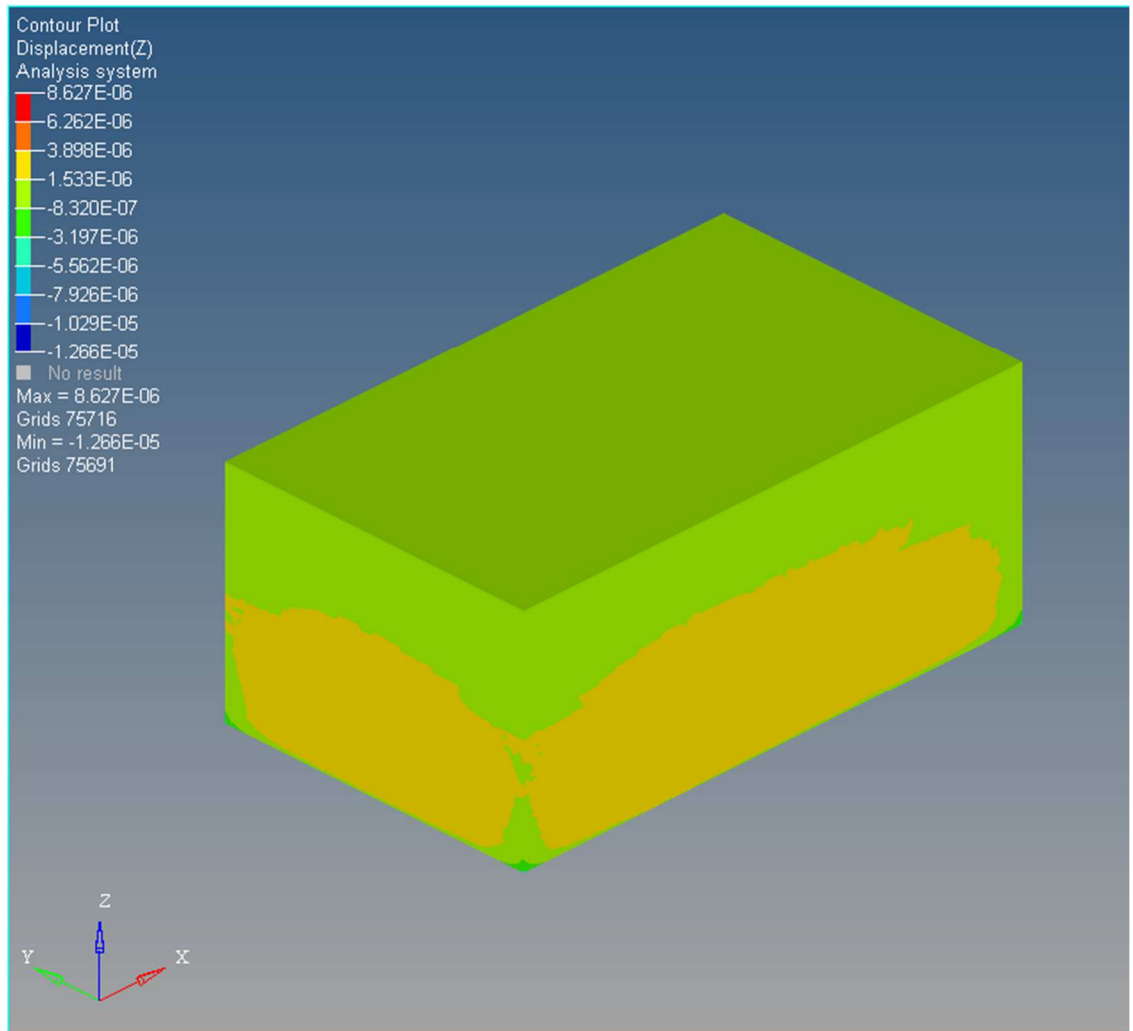 Contour Plot
Displacement(Z)
Analysis system
8.627E-06
6.262E-06
3.898E-06
1.533E-06
-8.320E-07
-3.197E-06
-5.562E-06
-7.926E-06
-1.029E-05
-1.266E-05
No result
Max = 8.627E-06
Grids 75716
Min = -1.266E-05
Grids 75691
Z
Y
X